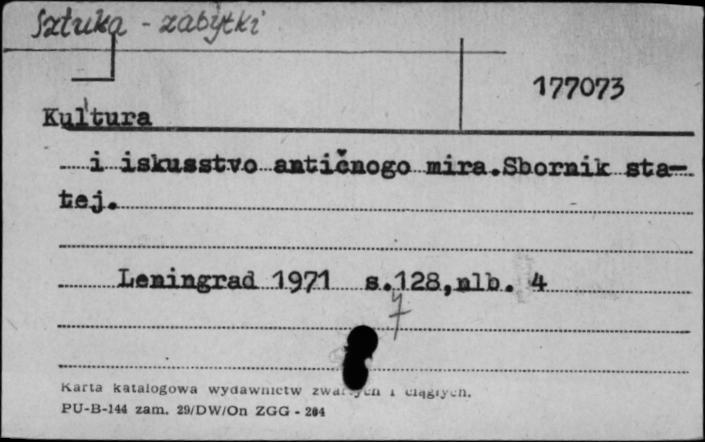 Sztuka - zabytki
177073
Kultura
i iskusstvo antičnogo mira.Sbornik sta-
tej.
Leningrad 1971 s.128,nlb. 4
7
Karta katalogowa wydawnictw zwartych i ciągłych.
PU-B-144 zam. 29/DW/On ZGG - 204